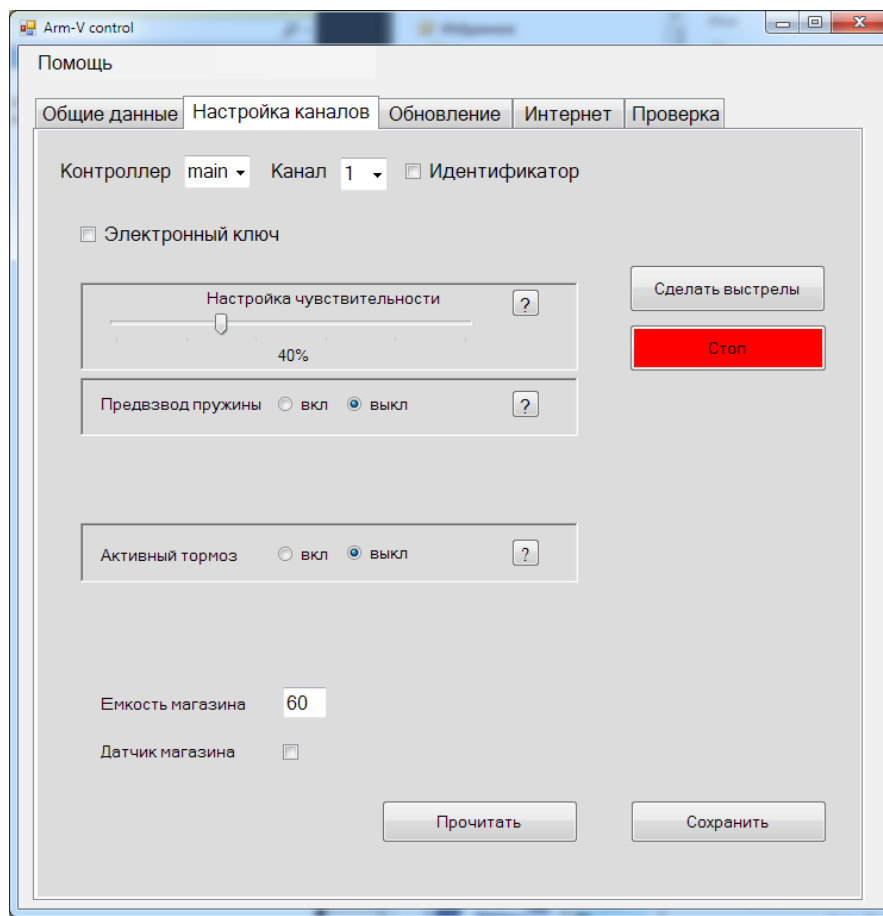 Arm-V control
Помощь
Общие данные Настройка каналов Обновление Интернет Проверка
Контроллер main Канал 1 Идентификатор
Электронный ключ
Настройка чувствительности ?
40%
Сделать выстрелы
Стоп
Предвзвод пружины вкл выкл ?
Активный тормоз вкл выкл ?
Емкость магазина 60
Датчик магазина
Прочитать Сохранить